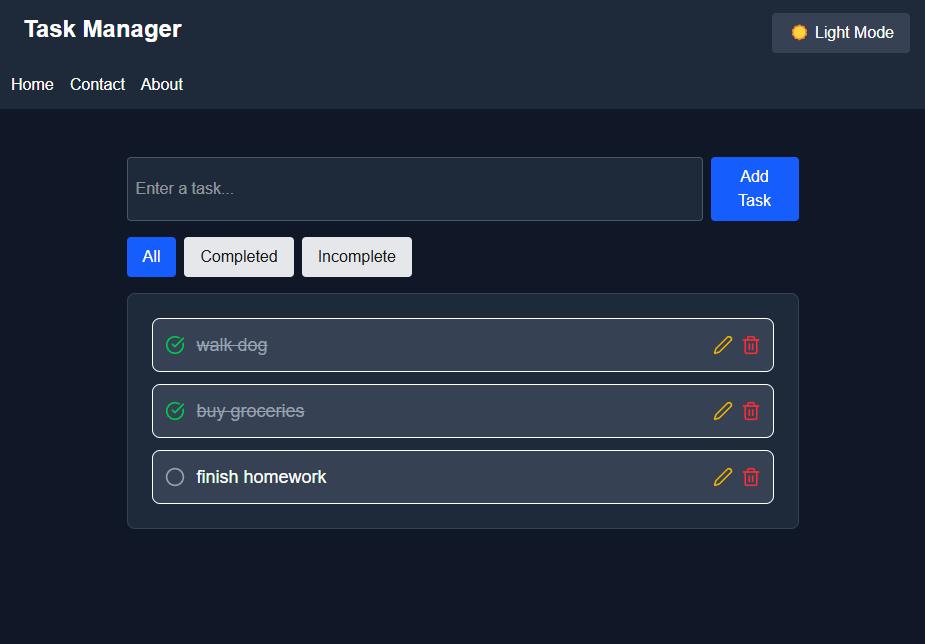 Task Manager
Light Mode
Home Contact About
Enter a task...
Add
Task
All Completed Incomplete
walk dog
buy groceries
finish homework